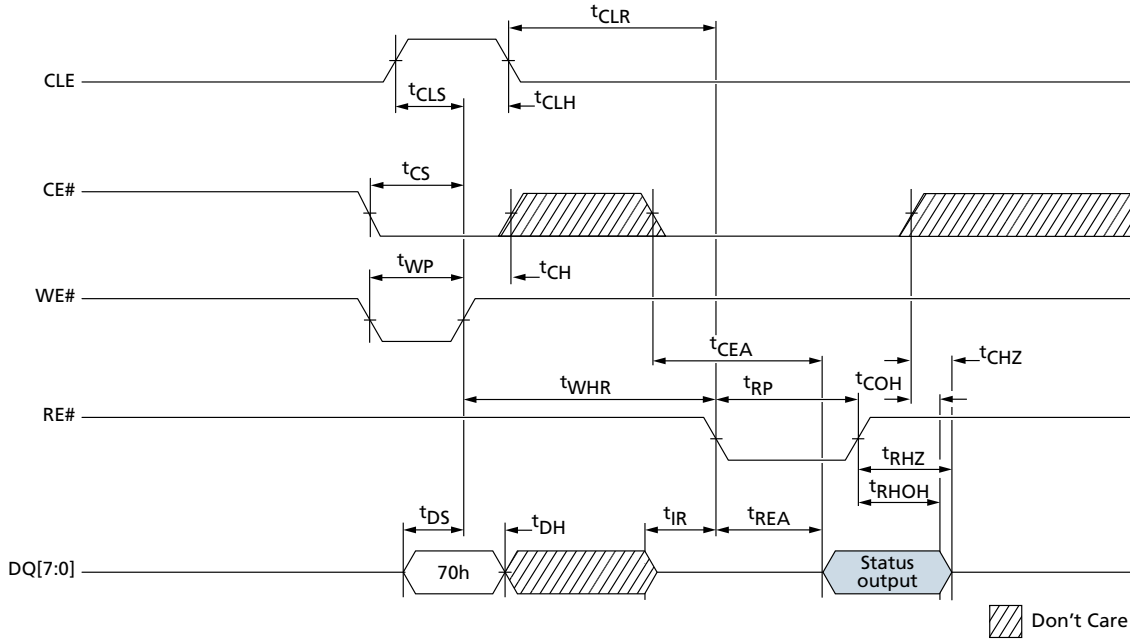 tCLR
CLE
tCLS
tCLH
tCS
CE#
tWP
tCH
WE#
tCEA
tCHZ
tWHR
tRP
tCOH
RE#
tRHZ
tRHOH
tDS
tDH
tIR
tREA
DQ[7:0]
70h
Status
output
Don't Care